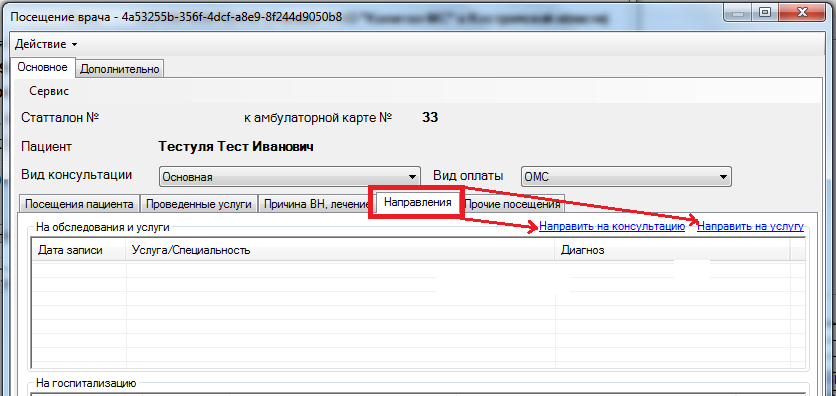 Посещение врача - 4a53255b-356f-4dcf-a8e9-8f244d9050b8
Действие
Основное Дополнительно
Сервис
Статталон № к амбулаторной карте № 33
Пациент Тестуля Тест Иванович
Вид консультации Основная Вид оплаты ОМС
Посещения пациента Проведенные услуги Причина ВН, лечение Направления Прочие посещения
На обследования и услуги Направить на консультацию Направить на услугу
Дата записи Услуга/Специальность Диагноз
На госпитализацию